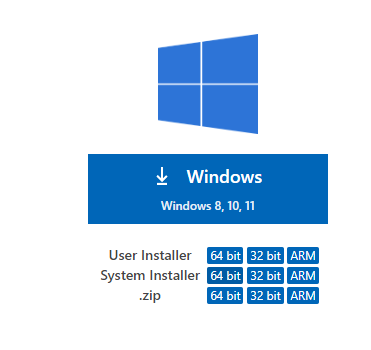 Windows
Windows 8, 10, 11
User Installer 64 bit 32 bit ARM
System Installer 64 bit 32 bit ARM
.zip 64 bit 32 bit ARM